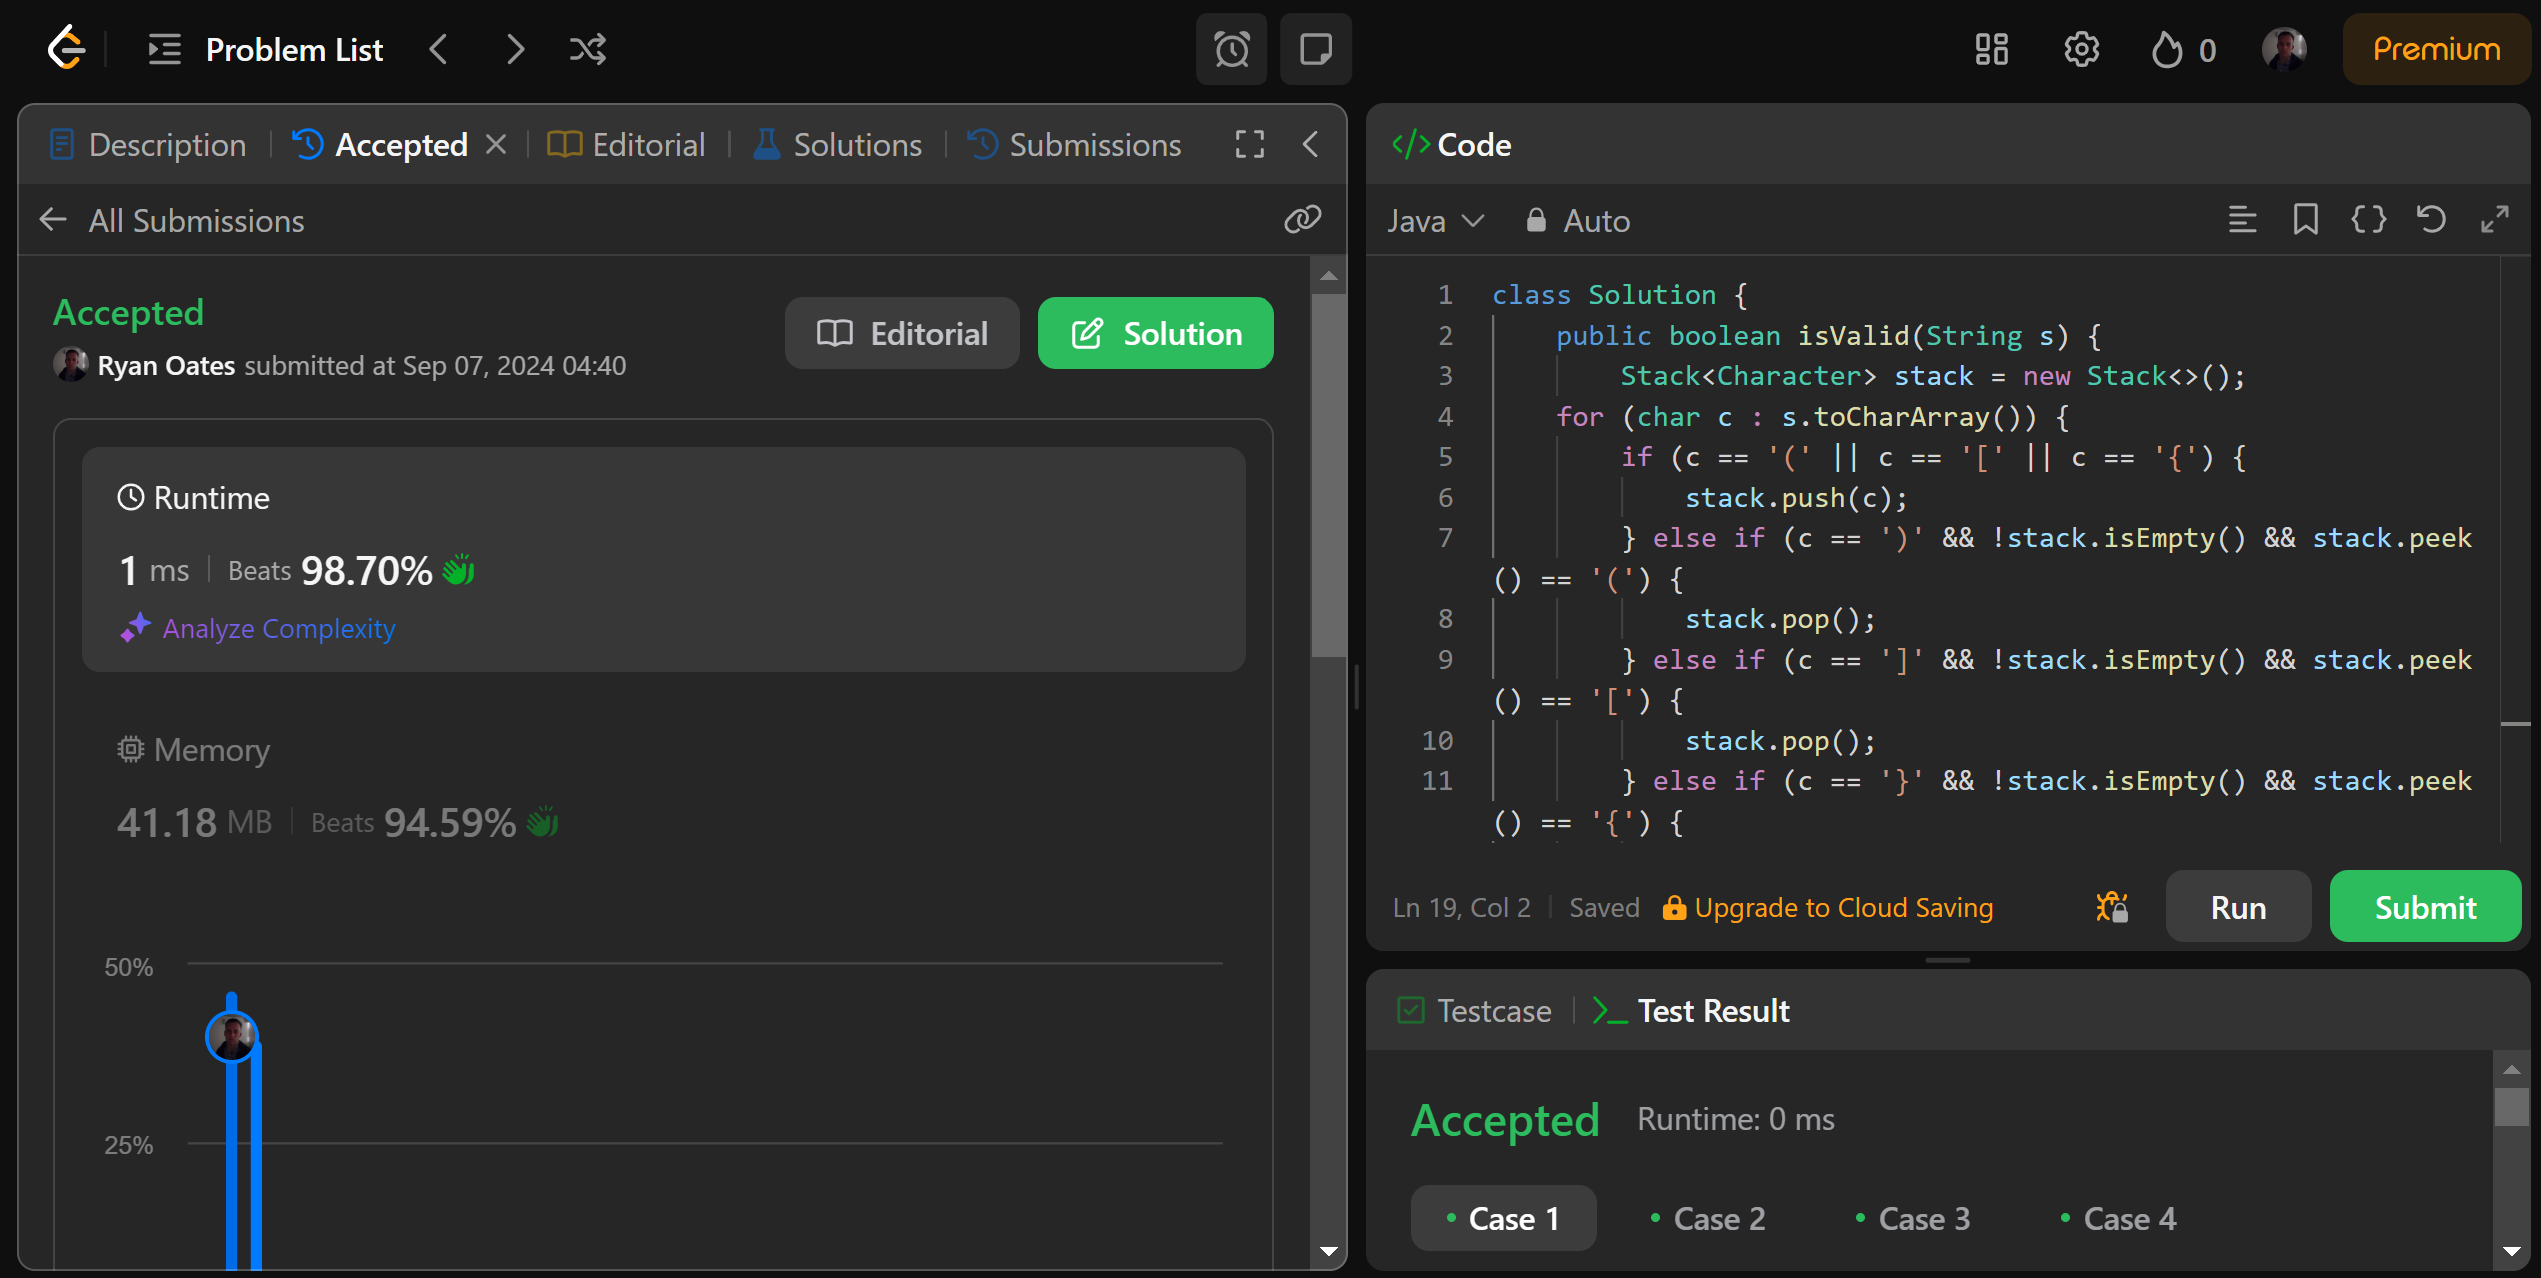 Problem List
0
Premium
Description
Accepted
Editorial
Solutions
Submissions
All Submissions
Accepted
Editorial
Solution
Ryan Oates submitted at Sep 07, 2024 04:40
Runtime
1 ms
Beats 98.70%
Analyze Complexity
Memory
41.18 MB
Beats 94.59%
50%
25%
</> Code
Java
Auto
1 class Solution {
2 public boolean isValid(String s) {
3 Stack<Character> stack = new Stack<>();
4 for (char c : s.toCharArray()) {
5 if (c == '(' || c == '[' || c == '{') {
6 stack.push(c);
7 } else if (c == ')' && !stack.isEmpty() && stack.peek
() == '(') {
8 stack.pop();
9 } else if (c == ']' && !stack.isEmpty() && stack.peek
() == '[') {
10 stack.pop();
11 } else if (c == '}' && !stack.isEmpty() && stack.peek
() == '{') {
Ln 19, Col 2
Saved
Upgrade to Cloud Saving
Run
Submit
Testcase
Test Result
Accepted
Runtime: 0 ms
Case 1
Case 2
Case 3
Case 4